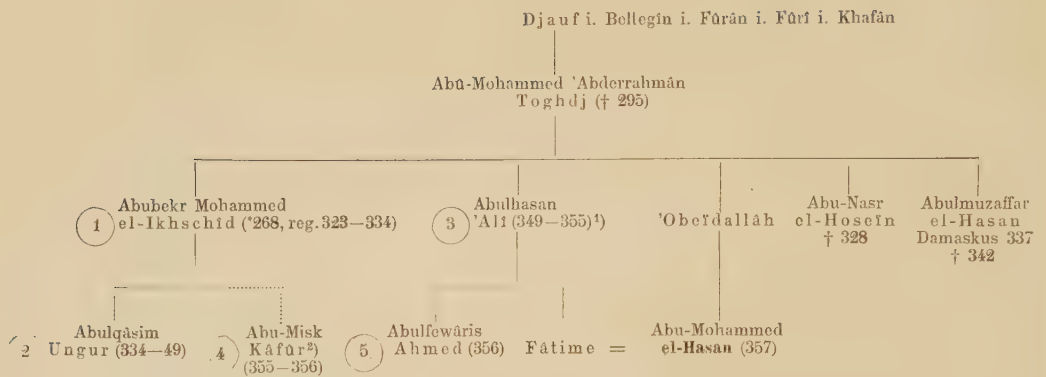 Djauf i. Bellegîn i. Fûrân i. Fûrî i. Khafân
Abû-Mohammed 'Abderrahmân
Toghdj († 295)
1 Abubekr Mohammed
el-Ikhschîd (*268, reg. 323—334)
3 Abulhasan
'Alî (349—355)¹)
'Obeïdallâh
Abu-Nasr
el-Hoseïn
† 328
Abulmuzaffar
el-Hasan
Damaskus 337
† 342
2 Abulqâsim
Ungur (334—49)
4 Abu-Misk
Kâfûr²)
(355—356)
5 Abulfewâris
Ahmed (356)
Fâtime =
Abu-Mohammed
el-Hasan (357)